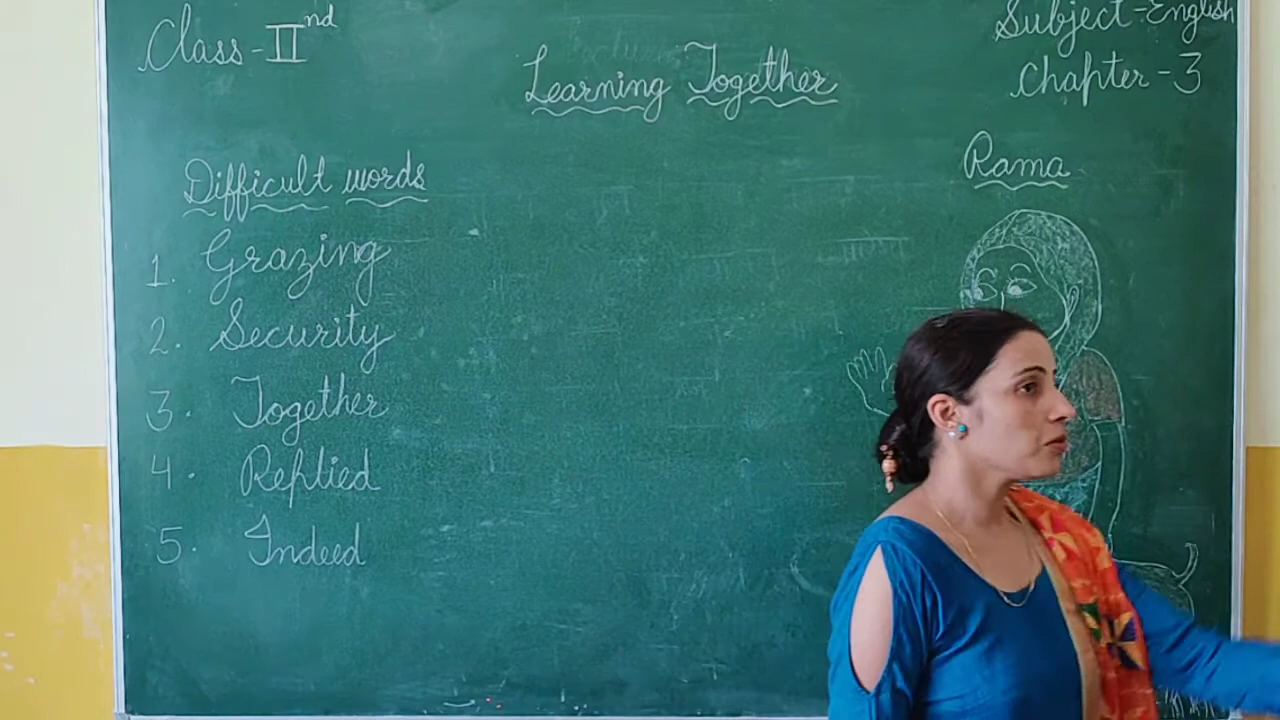 Class - IInd
Subject - English
Chapter - 3
Learning Together
Difficult words
1. Grazing
2. Security
3. Together
4. Replied
5. Indeed
Rama